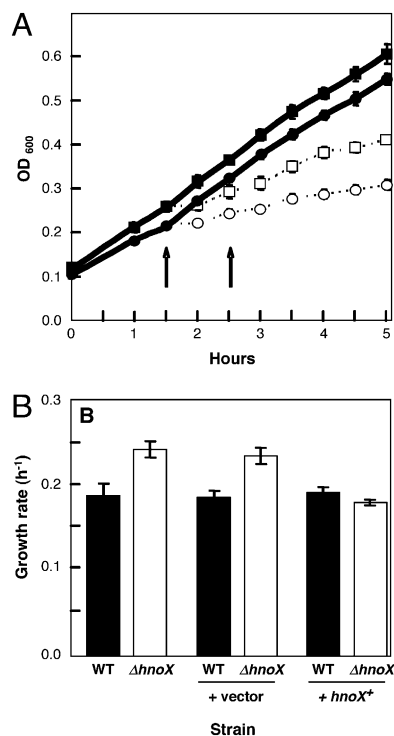 A
0.6
0.5
0.4
0.3
0.2
0.1
0.0
OD 600
0 1 2 3 4 5
Hours
B
B
0.3
0.2
0.1
0.0
Growth rate (h-1)
WT ΔhnoX WT ΔhnoX WT ΔhnoX
+ vector + hnoX+
Strain